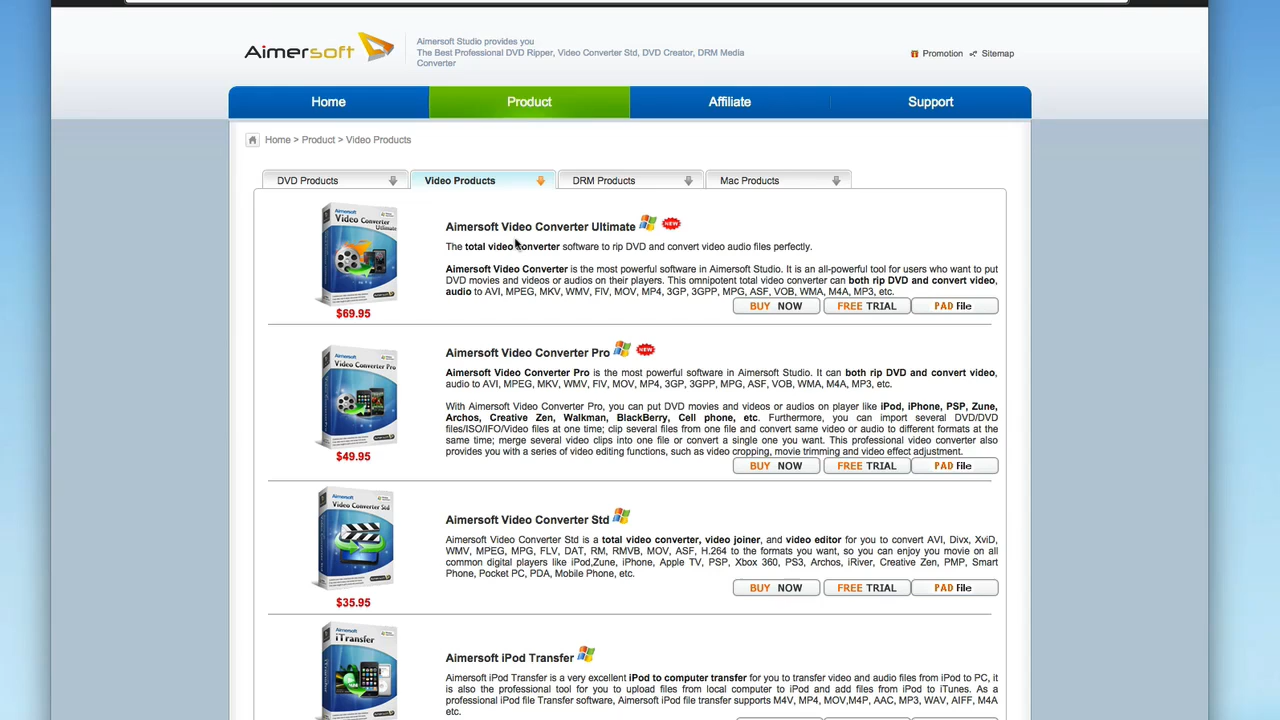 Aimersoft
Aimersoft Studio provides you
The Best Professional DVD Ripper, Video Converter Std, DVD Creator, DRM Media
Converter
Promotion
Sitemap
Home
Product
Affiliate
Support
Home > Product > Video Products
DVD Products
Video Products
DRM Products
Mac Products
Aimersoft
Video Converter
Ultimate
$69.95
Aimersoft Video Converter Ultimate
NEW
The total video converter software to rip DVD and convert video audio files perfectly.
Aimersoft Video Converter is the most powerful software in Aimersoft Studio. It is an all-powerful tool for users who want to put
DVD movies and videos or audios on their players. This omnipotent total video converter can both rip DVD and convert video,
audio to AVI, MPEG, MKV, WMV, FIV, MOV, MP4, 3GP, 3GPP, MPG, ASF, VOB, WMA, M4A, MP3, etc.
BUY NOW
FREE TRIAL
PAD File
Aimersoft
Video Converter Pro
$49.95
Aimersoft Video Converter Pro
NEW
Aimersoft Video Converter Pro is the most powerful software in Aimersoft Studio. It can both rip DVD and convert video,
audio to AVI, MPEG, MKV, WMV, FIV, MOV, MP4, 3GP, 3GPP, MPG, ASF, VOB, WMA, M4A, MP3, etc.
With Aimersoft Video Converter Pro, you can put DVD movies and videos or audios on player like iPod, iPhone, PSP, Zune,
Archos, Creative Zen, Walkman, BlackBerry, Cell phone, etc. Furthermore, you can import several DVD/DVD
files/ISO/IFO/Video files at one time; clip several files from one file and convert same video or audio to different formats at the
same time; merge several video clips into one file or convert a single one you want. This professional video converter also
provides you with a series of video editing functions, such as video cropping, movie trimming and video effect adjustment.
BUY NOW
FREE TRIAL
PAD File
Aimersoft
Video Converter Std
$35.95
Aimersoft Video Converter Std
Aimersoft Video Converter Std is a total video converter, video joiner, and video editor for you to convert AVI, Divx, XviD,
WMV, MPEG, MPG, FLV, DAT, RM, RMVB, MOV, ASF, H.264 to the formats you want, so you can enjoy you movie on all
common digital players like iPod,Zune, iPhone, Apple TV, PSP, Xbox 360, PS3, Archos, iRiver, Creative Zen, PMP, Smart
Phone, Pocket PC, PDA, Mobile Phone, etc.
BUY NOW
FREE TRIAL
PAD File
Aimersoft
iTransfer
Aimersoft iPod Transfer
Aimersoft iPod Transfer is a very excellent iPod to computer transfer for you to transfer video and audio files from iPod to PC, it
is also the professional tool for you to upload files from local computer to iPod and add files from iPod to iTunes. As a
professional iPod file Transfer software, Aimersoft iPod file transfer supports M4V, MP4, MOV,M4P, AAC, MP3, WAV, AIFF, M4A
etc.